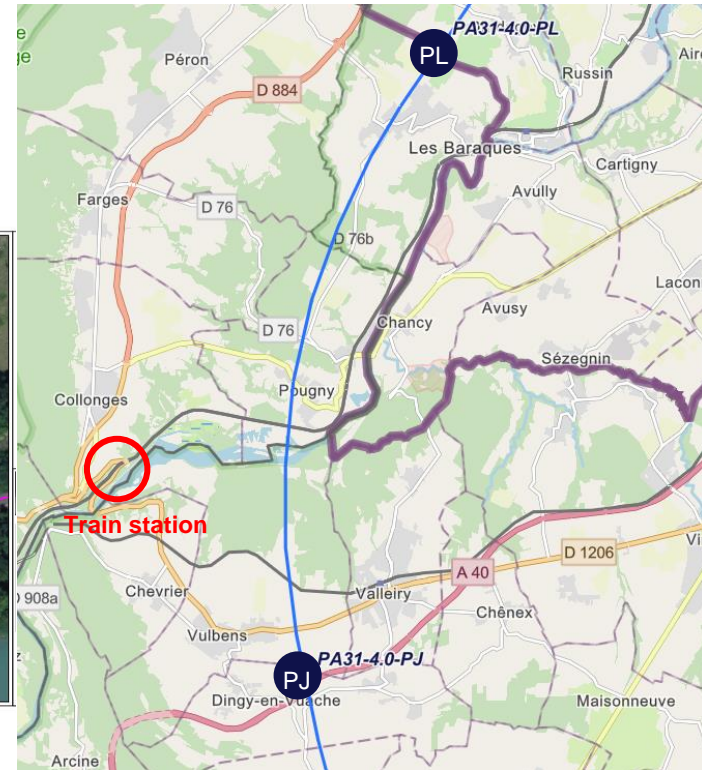 PL
PA31-4.0-PL
Péron
Russin
Aire
D 884
Les Baraques
Cartigny
Farges
Avully
D 76
D 76b
Lacon
Avusy
Chancy
D 76
Sézegnin
Pougny
Collonges
Train station
D 1206
A 40
908a
Chevrier
Valleiry
Chênex
Vulbens
PJ
PA31-4.0-PJ
Dingy-en-Vuache
Maisonneuve
Arcine